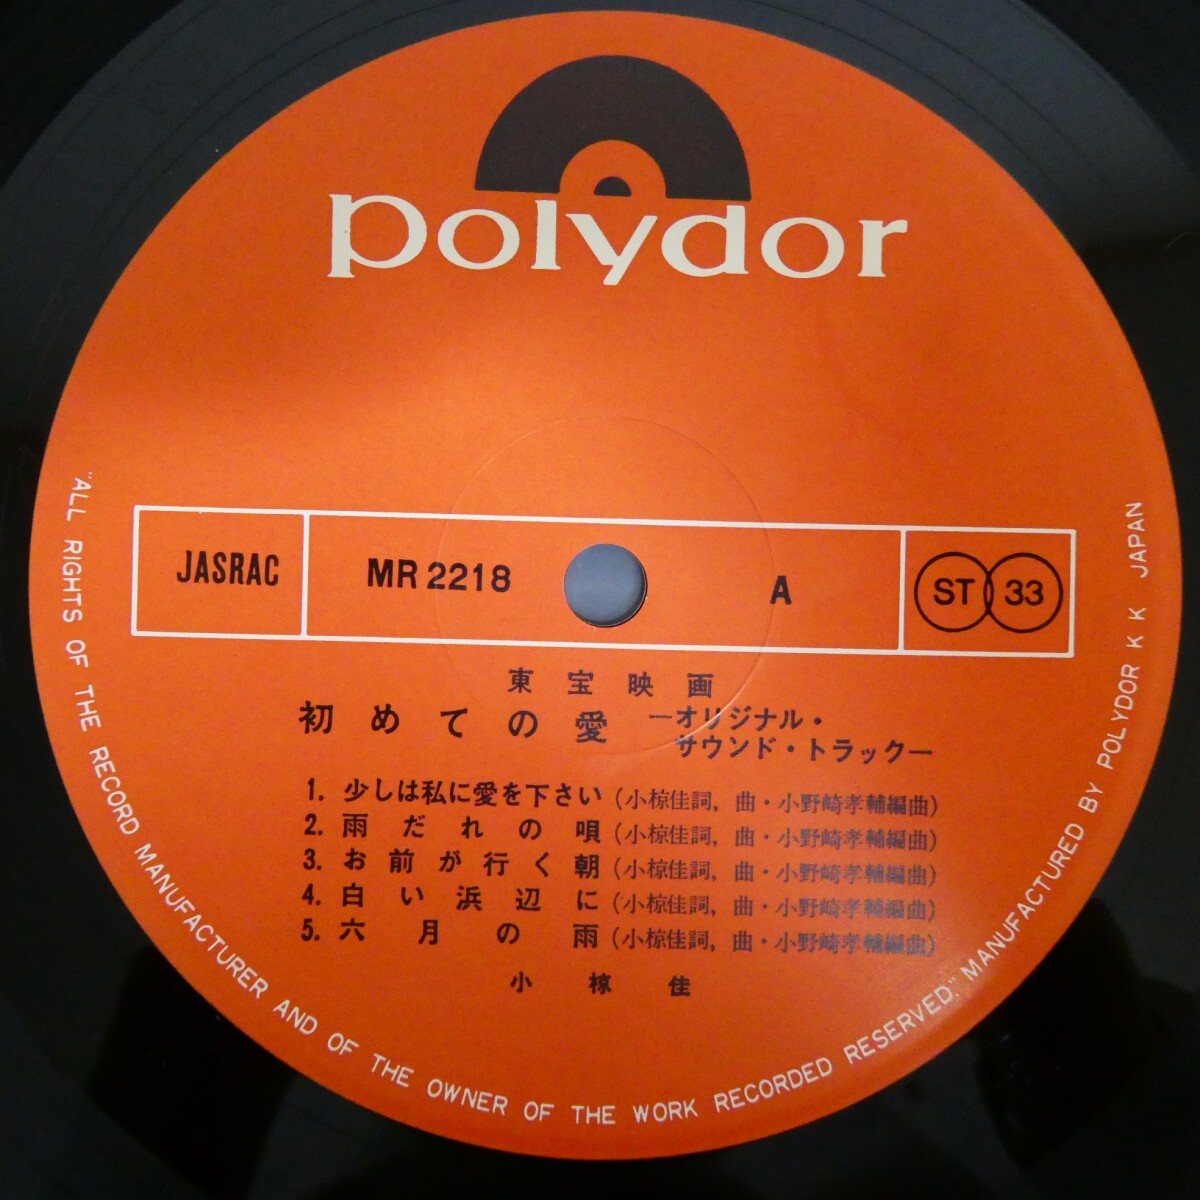 polydor
JASRAC
MR 2218
A
ST 33
東宝映画
初めての愛 ーオリジナル・
サウンド・トラックー
1. 少しは私に愛を下さい (小椋佳詞, 曲・小野崎孝輔編曲)
2. 雨だれの唄 (小椋佳詞, 曲・小野崎孝輔編曲)
3. お前が行く朝 (小椋佳詞, 曲・小野崎孝輔編曲)
4. 白い浜辺に (小椋佳詞, 曲・小野崎孝輔編曲)
5. 六月の雨 (小椋佳詞, 曲・小野崎孝輔編曲)
小椋佳
"ALL RIGHTS OF THE RECORD MANUFACTURER AND OF THE OWNER OF THE WORK RECORDED RESERVED." MANUFACTURED BY POLYDOR K K JAPAN